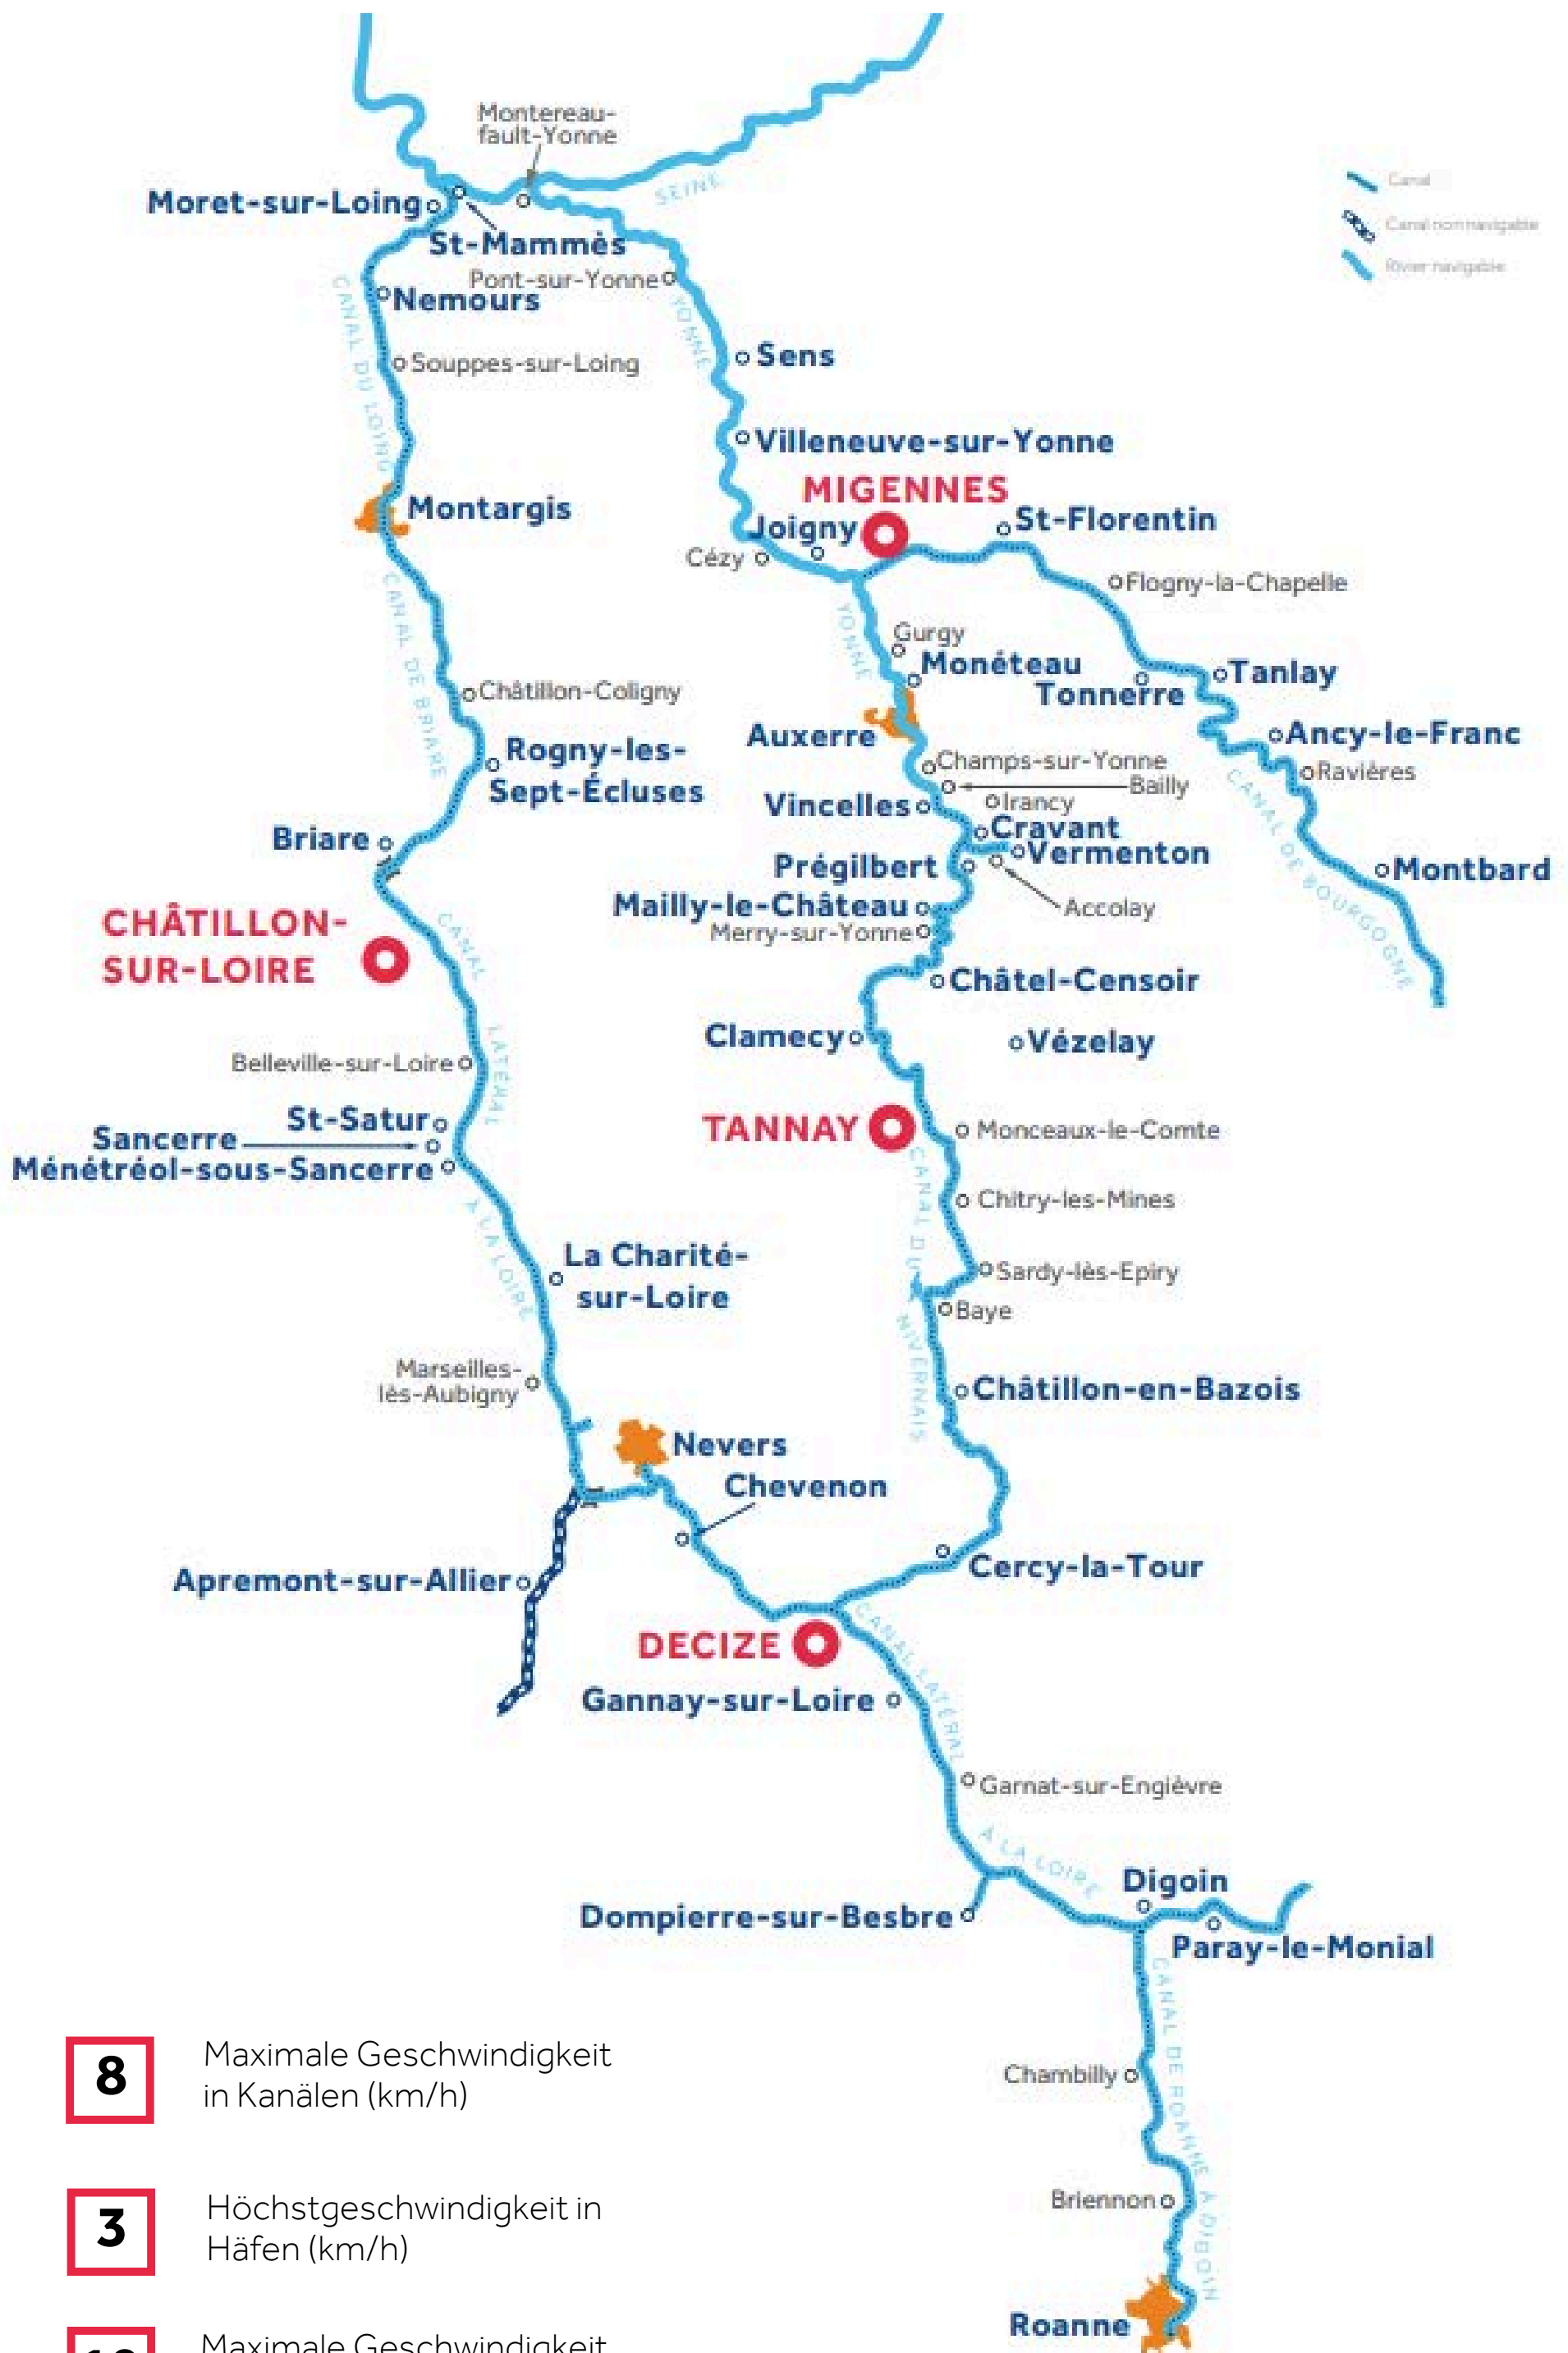 Montereau-
fault-Yonne
SEINE
Canal
Canal non navigable
Rivier navigable
Moret-sur-Loing
St-Mammès
Pont-sur-Yonne
Nemours
CANAL DU LOING
YONNE
Souppes-sur-Loing
Sens
Villeneuve-sur-Yonne
MIGENNES
Montargis
Joigny
St-Florentin
Cézy
Flogny-la-Chapelle
CANAL DE BRIARE
YONNE
Gurgy
Monéteau
Tonnerre
Tanlay
Châtillon-Coligny
Auxerre
Ancy-le-Franc
Rogny-les-
Sept-Écluses
Champs-sur-Yonne
Ravières
Bailly
Irancy
Vincelles
Cravant
CANAL DE BOURGOGNE
Briare
Vermenton
Prégilbert
Montbard
Mailly-le-Château
Accolay
Merry-sur-Yonne
CHÂTILLON-
SUR-LOIRE
CANAL
LATÉRAL
À LA LOIRE
Châtel-Censoir
Clamecy
Vézelay
Belleville-sur-Loire
St-Satur
Sancerre
Ménétréol-sous-Sancerre
TANNAY
Monceaux-le-Comte
CANAL DU
NIVERNAIS
Chitry-les-Mines
La Charité-
sur-Loire
Sardy-lès-Epiry
Baye
Marseilles-
lès-Aubigny
Châtillon-en-Bazois
Nevers
Chevenon
Apremont-sur-Allier
Cercy-la-Tour
DECIZE
CANAL LATÉRAL
Gannay-sur-Loire
Garnat-sur-Engièvre
À LA LOIRE
Digoin
Dompierre-sur-Besbre
Paray-le-Monial
CANAL DE ROANNE À DIGOIN
Chambilly
Briennon
Roanne
8
Maximale Geschwindigkeit
in Kanälen (km/h)
3
Höchstgeschwindigkeit in
Häfen (km/h)
Maximale Geschwindigkeit